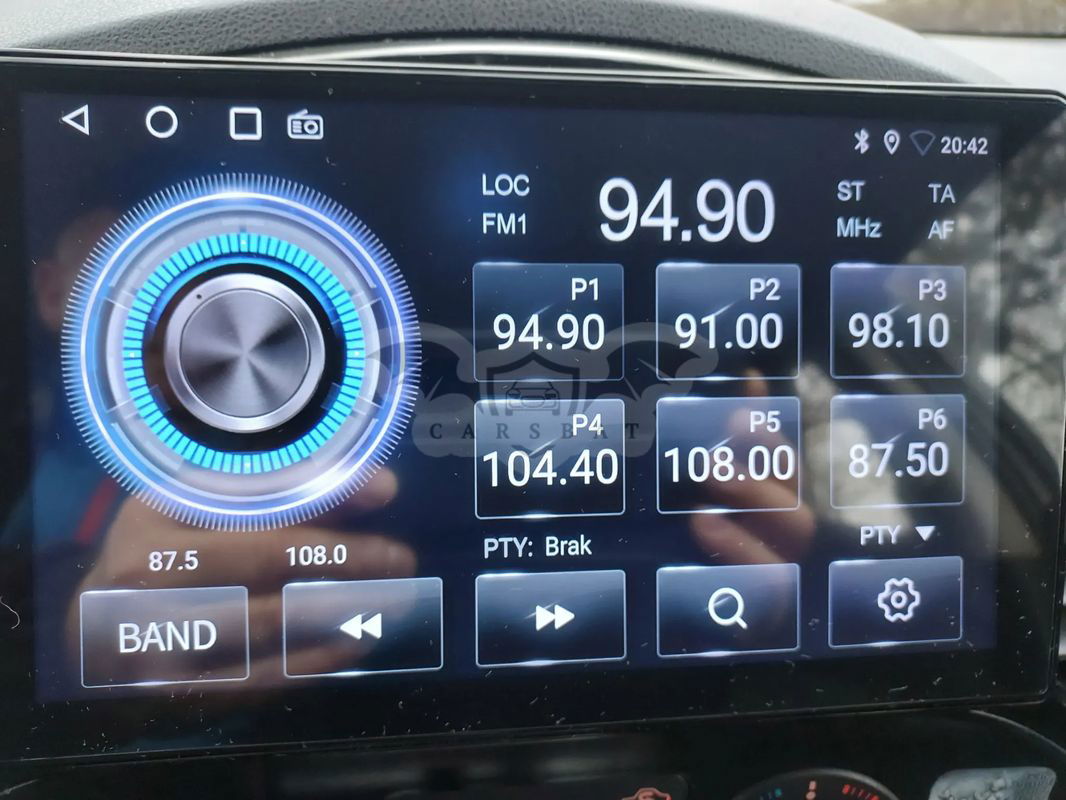 20:42
LOC
FM1
94.90
ST
TA
MHz
AF
P1
94.90
P2
91.00
P3
98.10
P4
104.40
P5
108.00
P6
87.50
CARSBAT
87.5
108.0
PTY: Brak
PTY
BAND